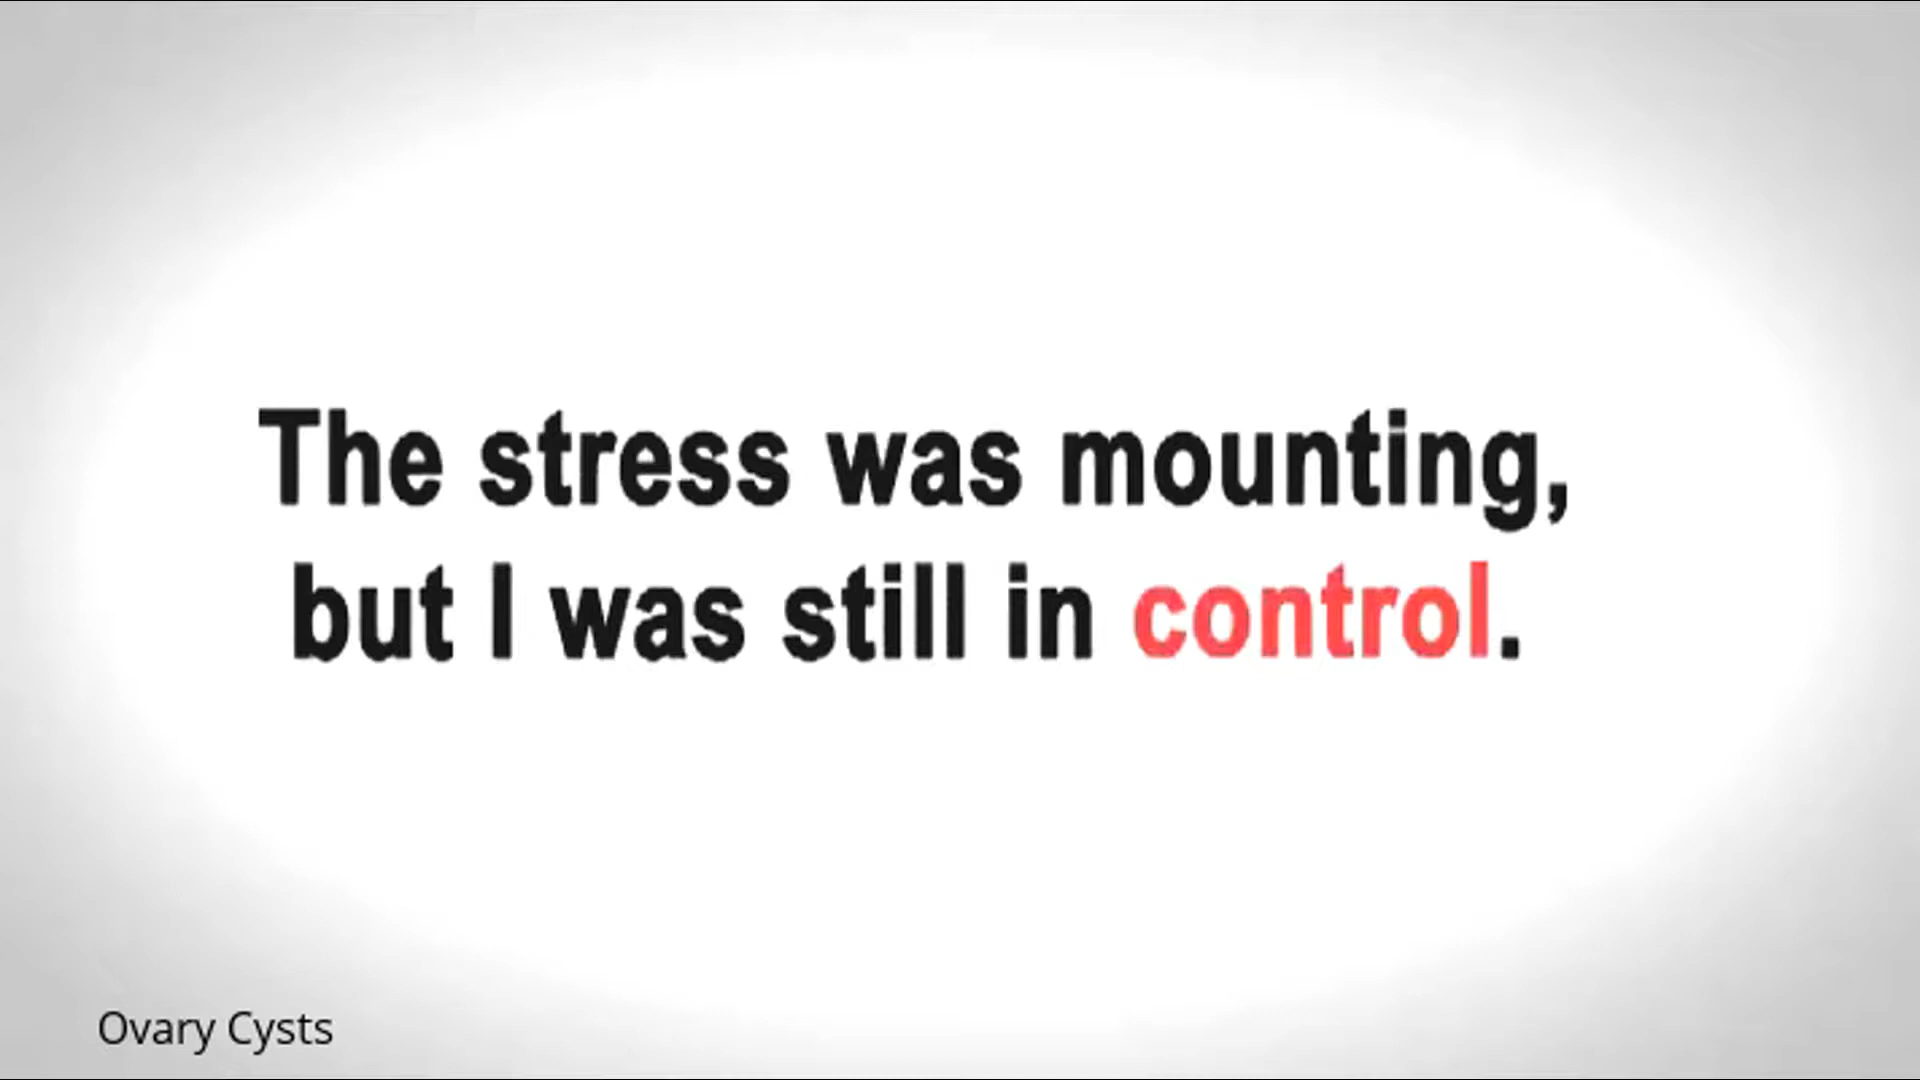 The stress was mounting,
but I was still in control.
Ovary Cysts